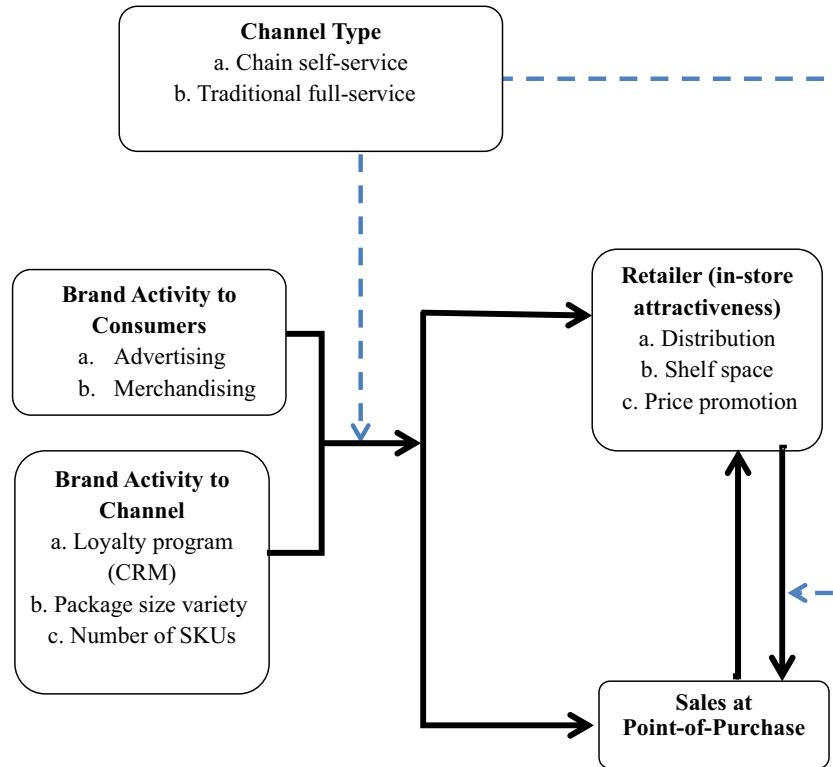 Channel Type
a. Chain self-service
b. Traditional full-service
Brand Activity to
Consumers
a. Advertising
b. Merchandising
Retailer (in-store
attractiveness)
a. Distribution
b. Shelf space
c. Price promotion
Brand Activity to
Channel
a. Loyalty program
(CRM)
b. Package size variety
c. Number of SKUs
Sales at
Point-of-Purchase